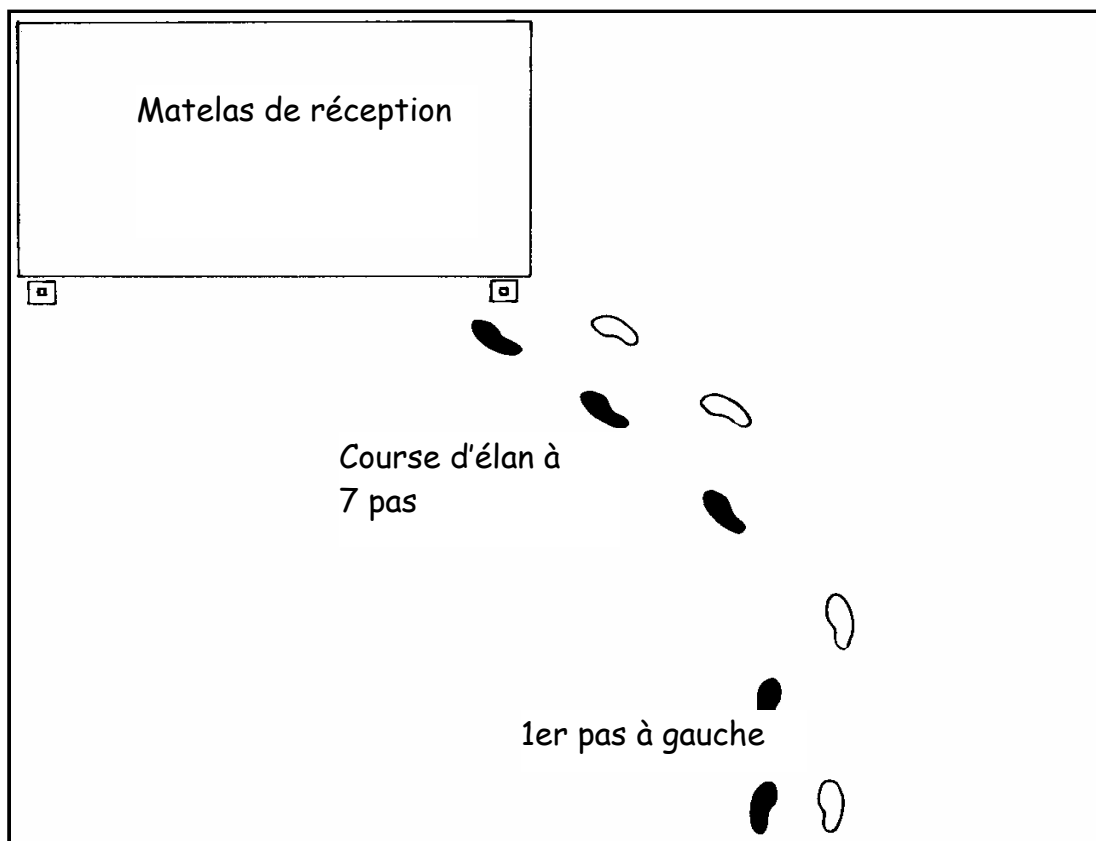 Matelas de réception
Course d'élan à
7 pas
1er pas à gauche